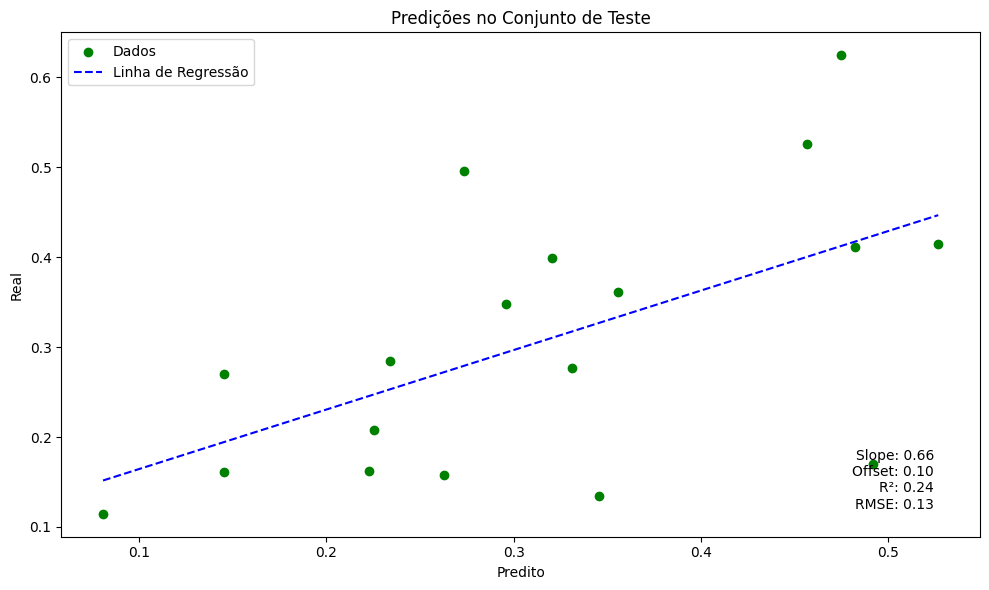 Predições no Conjunto de Teste
Dados
Linha de Regressão
0.6
0.5
0.4
0.3
0.2
0.1
Real
Slope: 0.66
Offset: 0.10
R²: 0.24
RMSE: 0.13
0.1
0.2
0.3
0.4
0.5
Predito